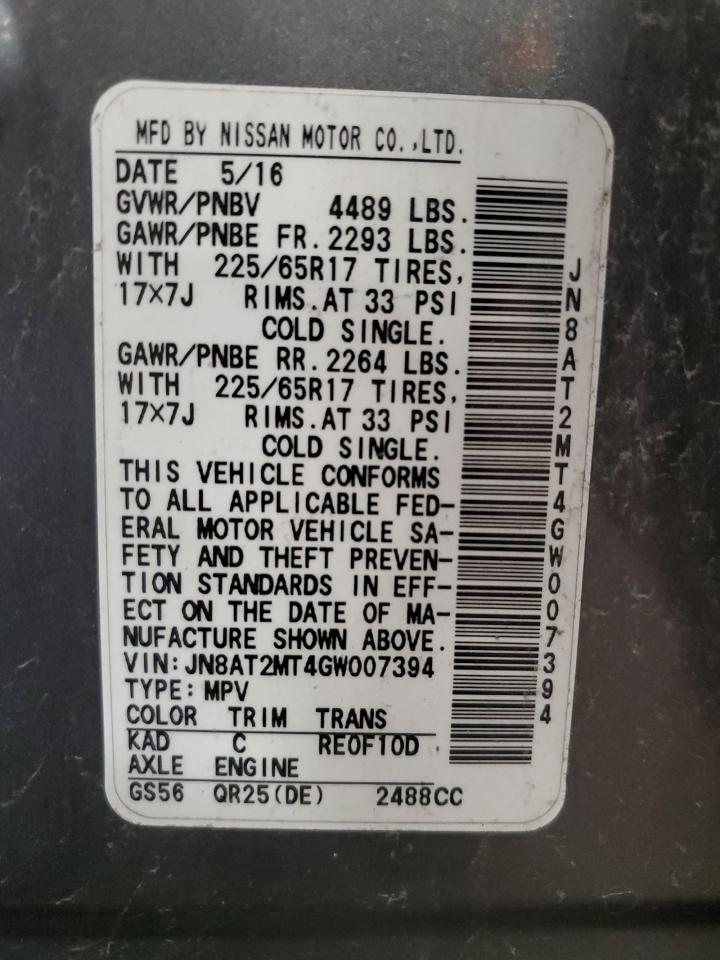 MFD BY NISSAN MOTOR CO.,LTD.
DATE 5/16
GVWR/PNBV 4489 LBS.
GAWR/PNBE FR.2293 LBS.
WITH 225/65R17 TIRES,
17×7J RIMS.AT 33 PSI
COLD SINGLE.
GAWR/PNBE RR.2264 LBS.
WITH 225/65R17 TIRES,
17×7J RIMS.AT 33 PSI
COLD SINGLE.
THIS VEHICLE CONFORMS
TO ALL APPLICABLE FED-
ERAL MOTOR VEHICLE SA-
FETY AND THEFT PREVEN-
TION STANDARDS IN EFF-
ECT ON THE DATE OF MA-
NUFACTURE SHOWN ABOVE.
VIN:JN8AT2MT4GW007394
TYPE:MPV
COLOR TRIM TRANS
KAD C RE0F10D
AXLE ENGINE
GS56 QR25(DE) 2488CC
JN8AT2MT4GW007394